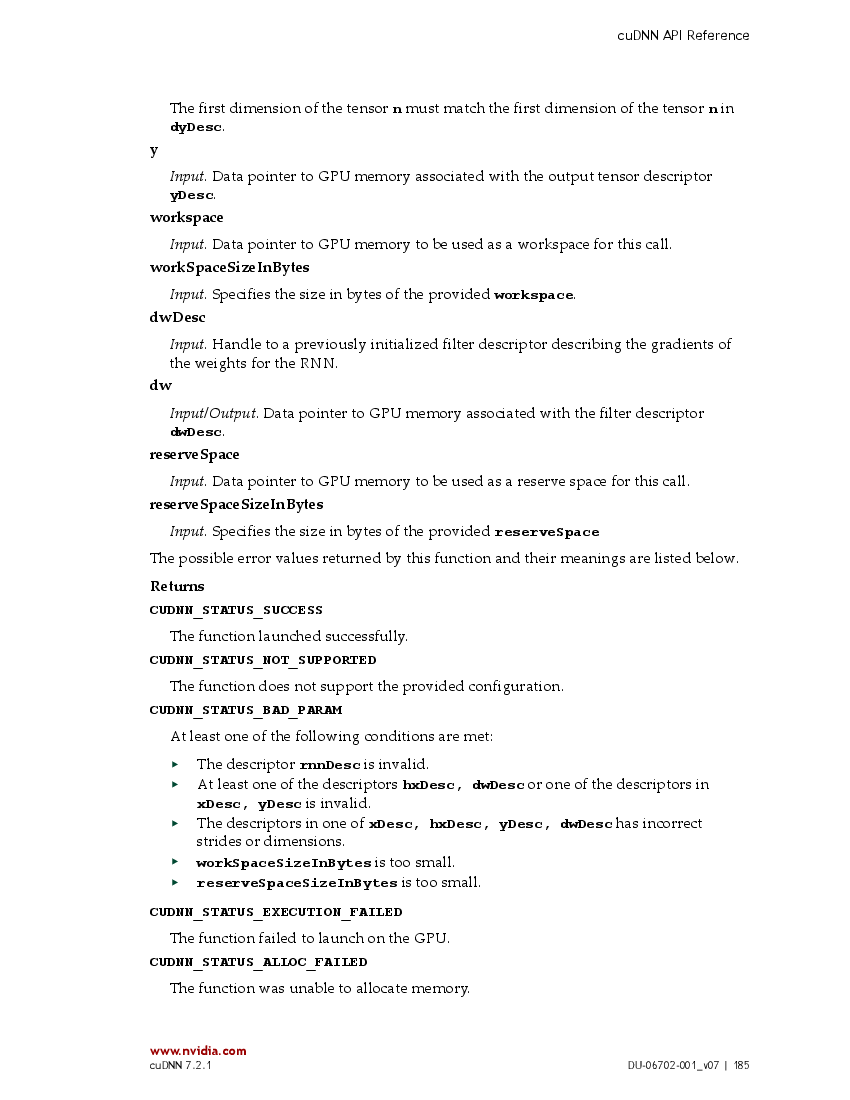 cuDNN API Reference
The first dimension of the tensor n must match the first dimension of the tensor n in
dyDesc.
y
Input. Data pointer to GPU memory associated with the output tensor descriptor
yDesc.
workspace
Input. Data pointer to GPU memory to be used as a workspace for this call.
workSpaceSizeInBytes
Input. Specifies the size in bytes of the provided workspace.
dwDesc
Input. Handle to a previously initialized filter descriptor describing the gradients of
the weights for the RNN.
dw
Input/Output. Data pointer to GPU memory associated with the filter descriptor
dwDesc.
reserveSpace
Input. Data pointer to GPU memory to be used as a reserve space for this call.
reserveSpaceSizeInBytes
Input. Specifies the size in bytes of the provided reserveSpace
The possible error values returned by this function and their meanings are listed below.
Returns
CUDNN_STATUS_SUCCESS
The function launched successfully.
CUDNN_STATUS_NOT_SUPPORTED
The function does not support the provided configuration.
CUDNN_STATUS_BAD_PARAM
At least one of the following conditions are met:
▸ The descriptor rnnDesc is invalid.
▸ At least one of the descriptors hxDesc, dwDesc or one of the descriptors in
xDesc, yDesc is invalid.
▸ The descriptors in one of xDesc, hxDesc, yDesc, dwDesc has incorrect
strides or dimensions.
▸ workSpaceSizeInBytes is too small.
▸ reserveSpaceSizeInBytes is too small.
CUDNN_STATUS_EXECUTION_FAILED
The function failed to launch on the GPU.
CUDNN_STATUS_ALLOC_FAILED
The function was unable to allocate memory.
www.nvidia.com
cuDNN 7.2.1
DU-06702-001_v07 | 185